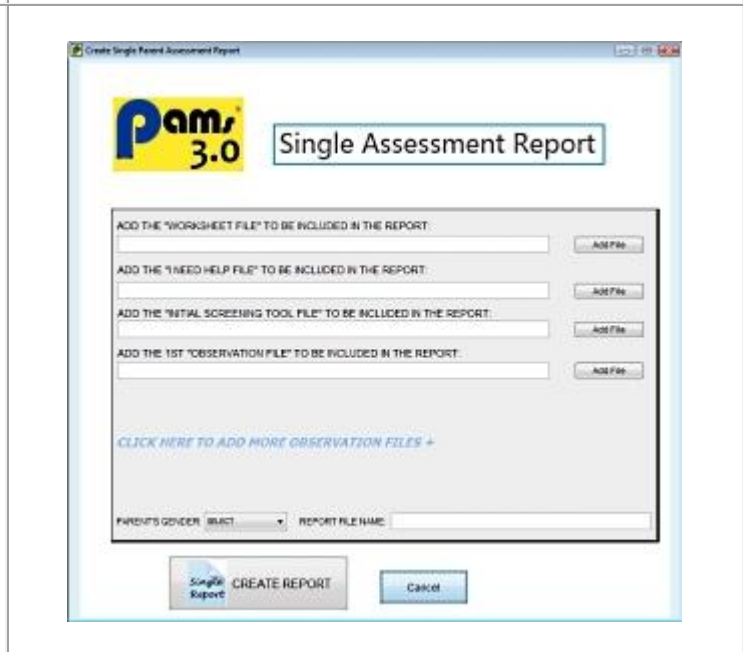 Create Single Parent Assessment Report
Pams
3.0
Single Assessment Report
ADD THE "WORKSHEET FILE" TO BE INCLUDED IN THE REPORT:
Add File
ADD THE "I NEED HELP FILE" TO BE INCLUDED IN THE REPORT:
Add File
ADD THE "INITIAL SCREENING TOOL FILE" TO BE INCLUDED IN THE REPORT:
Add File
ADD THE 1ST "OBSERVATION FILE" TO BE INCLUDED IN THE REPORT:
Add File
CLICK HERE TO ADD MORE OBSERVATION FILES +
PARENTS GENDER: SELECT REPORT FILE NAME:
Single Report CREATE REPORT
Cancel